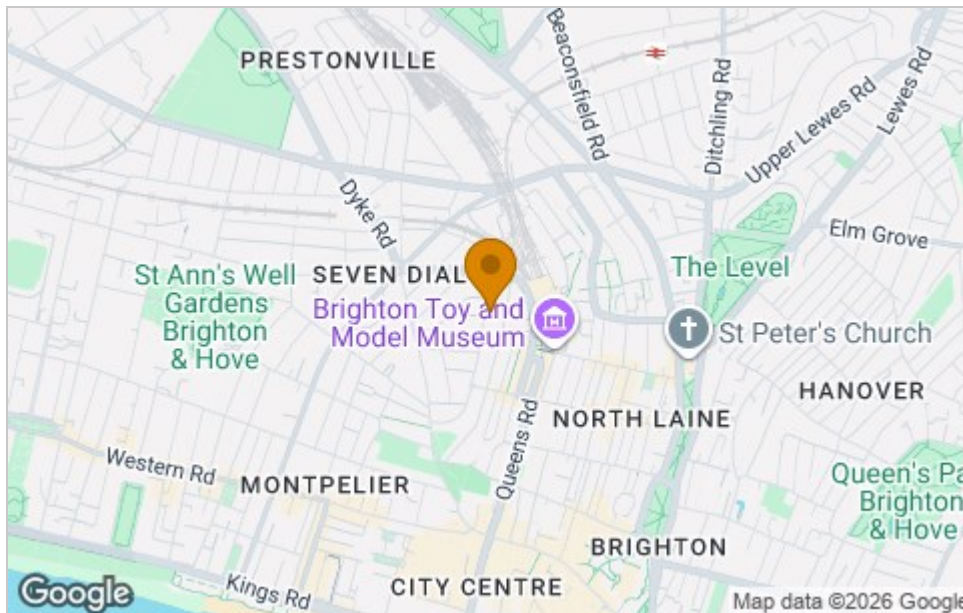 PRESTONVILLE
Beaconsfield Rd
Ditchling Rd
Upper Lewes Rd
Lewes Rd
Dyke Rd
Elm Grove
St Ann's Well
Gardens
Brighton
& Hove
SEVEN DIAL
The Level
Brighton Toy and
Model Museum
St Peter's Church
HANOVER
NORTH LAINE
Queens Rd
Western Rd
MONTPELIER
Queen's Pa
Brighton
& Hove
BRIGHTON
CITY CENTRE
Kings Rd
Google
Map data ©2026 Google